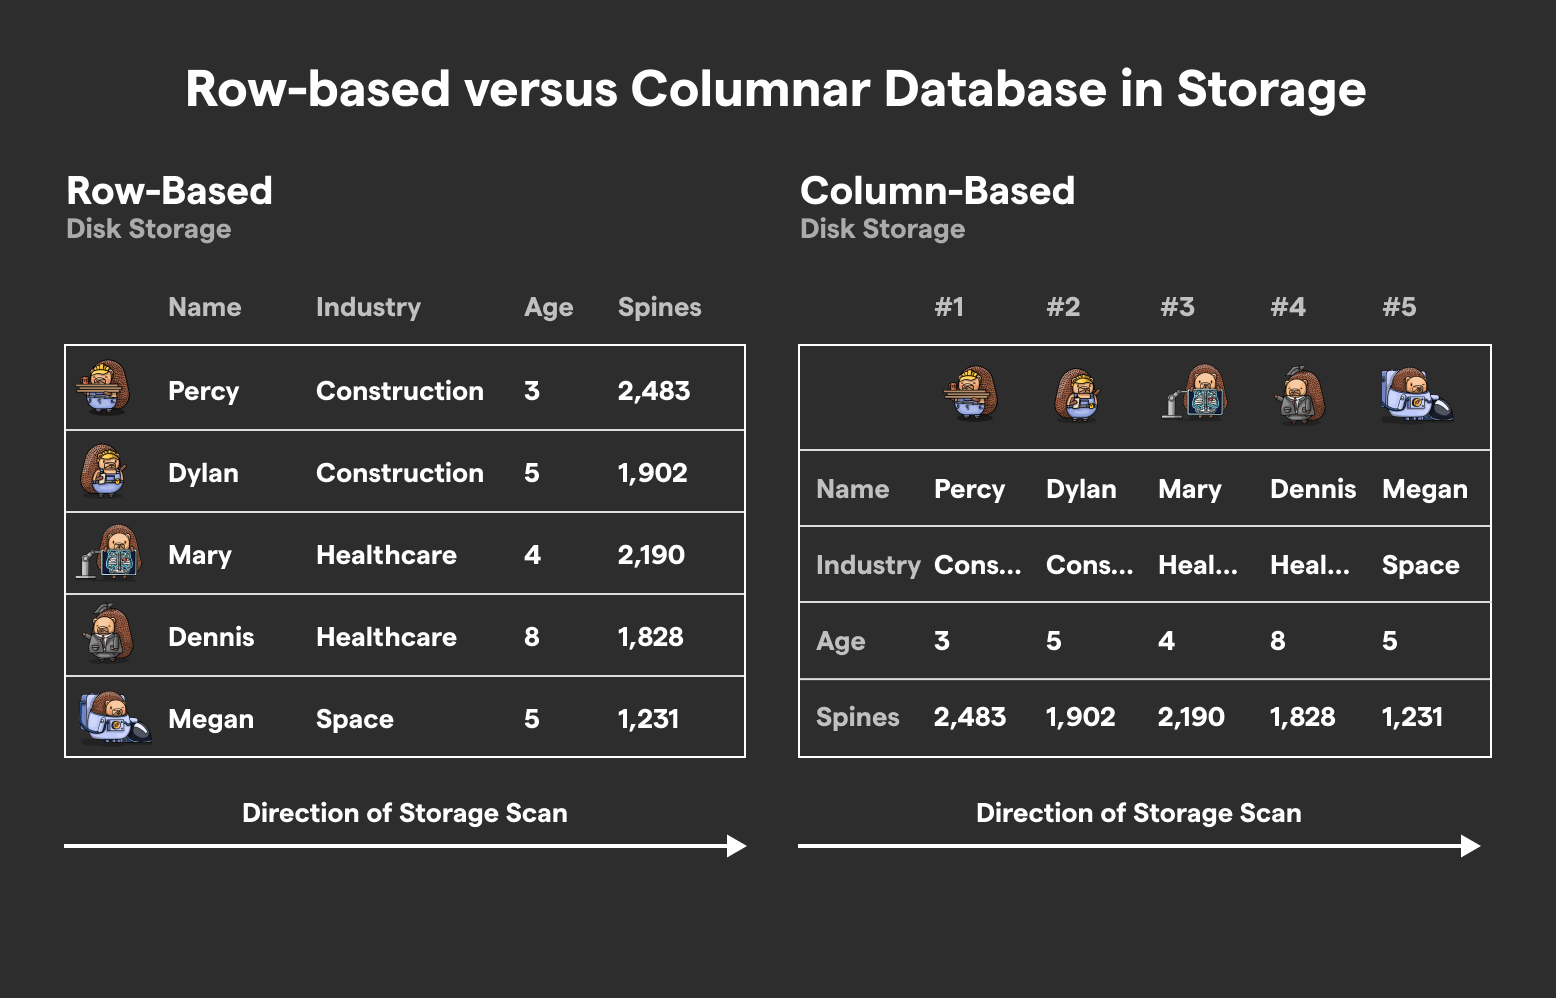 Row-based versus Columnar Database in Storage
Row-Based
Disk Storage
Name Industry Age Spines
Percy Construction 3 2,483
Dylan Construction 5 1,902
Mary Healthcare 4 2,190
Dennis Healthcare 8 1,828
Megan Space 5 1,231
Direction of Storage Scan
Column-Based
Disk Storage
#1 #2 #3 #4 #5
Name Percy Dylan Mary Dennis Megan
Industry Cons... Cons... Heal... Heal... Space
Age 3 5 4 8 5
Spines 2,483 1,902 2,190 1,828 1,231
Direction of Storage Scan